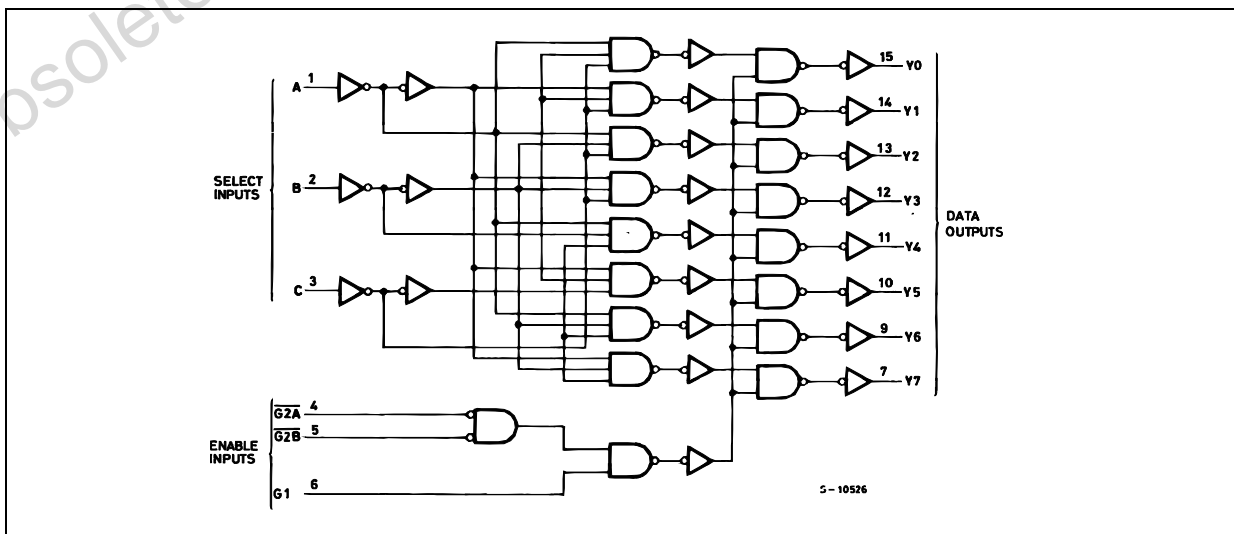 bsolete
A 1
B 2
C 3
SELECT
INPUTS
G2A 4
G2B 5
G1 6
ENABLE
INPUTS
15 Y0
14 Y1
13 Y2
12 Y3
11 Y4
10 Y5
9 Y6
7 Y7
DATA
OUTPUTS
S-10526